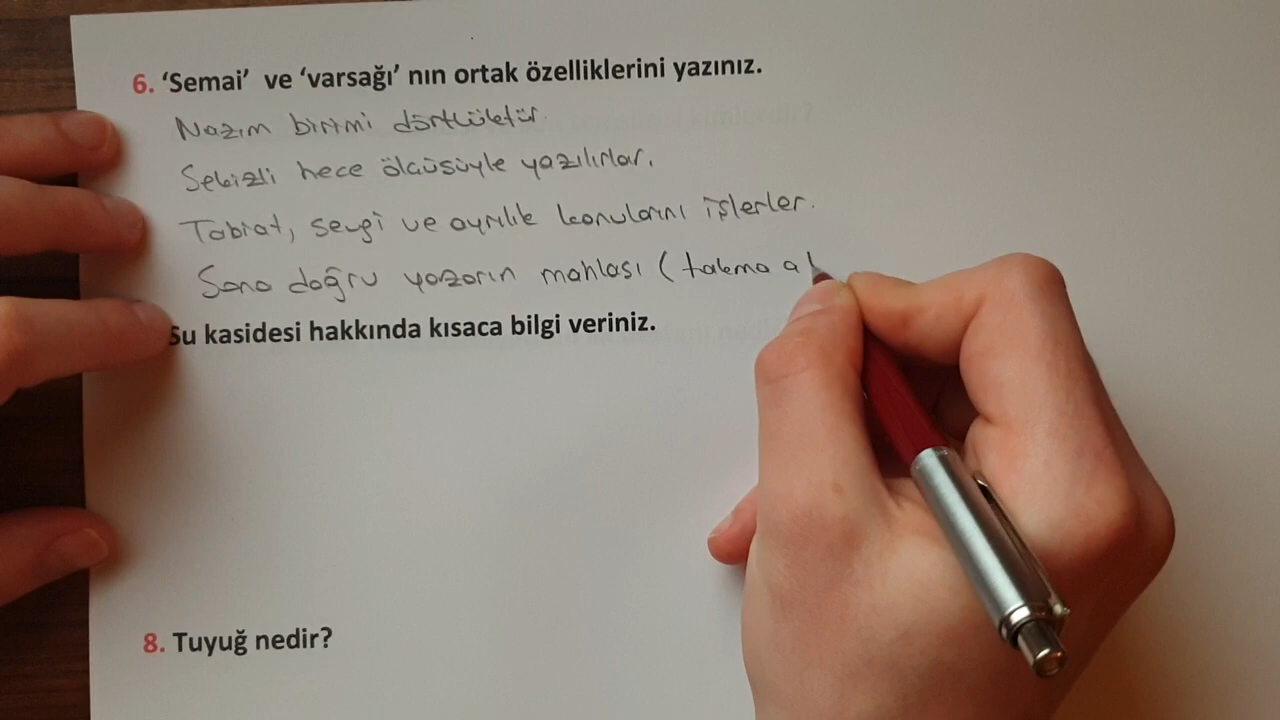 6. ‘Semai’ ve ‘varsağı’ nın ortak özelliklerini yazınız.
Nazım birimi dörtlüktür.
Sekizli hece ölçüsüyle yazılırlar.
Tabiat, sevgi ve ayrılık konularını işlerler.
Sona doğru yazarın mahlası (takma a
Su kasidesi hakkında kısaca bilgi veriniz.
8. Tuyuğ nedir?